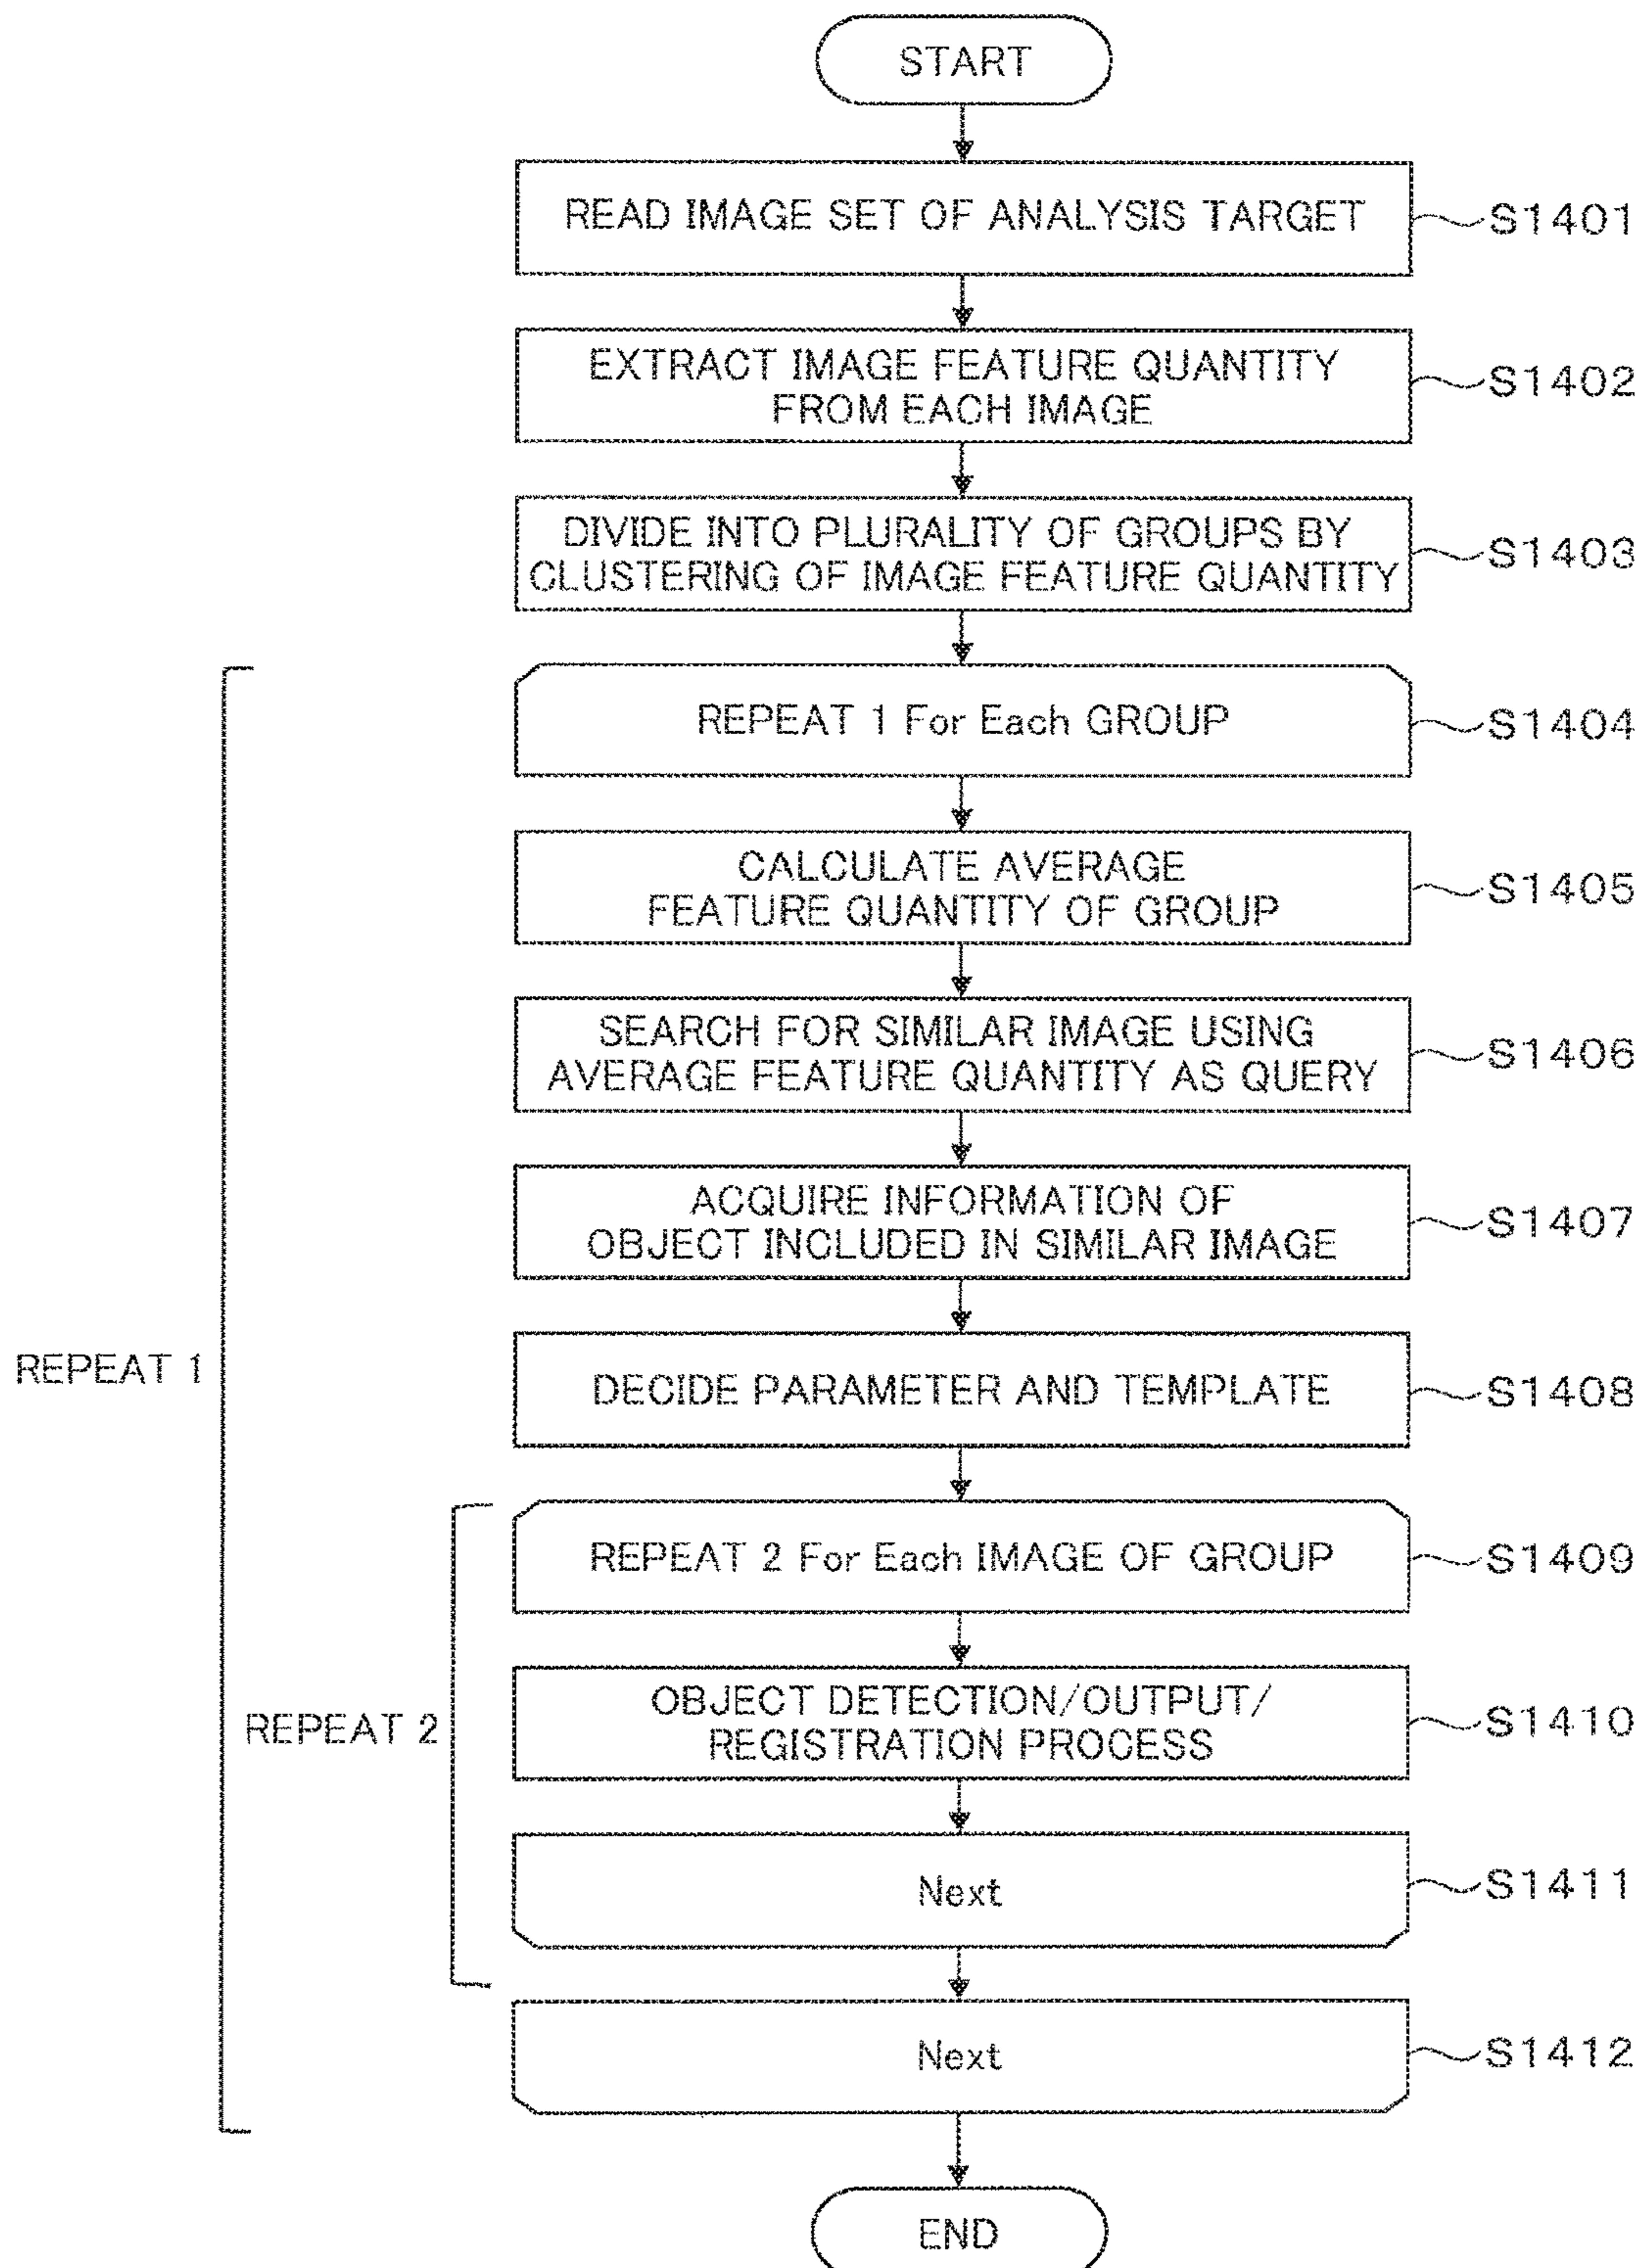 START
READ IMAGE SET OF ANALYSIS TARGET
S1401
EXTRACT IMAGE FEATURE QUANTITY
FROM EACH IMAGE
S1402
DIVIDE INTO PLURALITY OF GROUPS BY
CLUSTERING OF IMAGE FEATURE QUANTITY
S1403
REPEAT 1 For Each GROUP
S1404
CALCULATE AVERAGE
FEATURE QUANTITY OF GROUP
S1405
SEARCH FOR SIMILAR IMAGE USING
AVERAGE FEATURE QUANTITY AS QUERY
S1406
ACQUIRE INFORMATION OF
OBJECT INCLUDED IN SIMILAR IMAGE
S1407
REPEAT 1
DECIDE PARAMETER AND TEMPLATE
S1408
REPEAT 2 For Each IMAGE OF GROUP
S1409
REPEAT 2
OBJECT DETECTION/OUTPUT/
REGISTRATION PROCESS
S1410
Next
S1411
Next
S1412
END